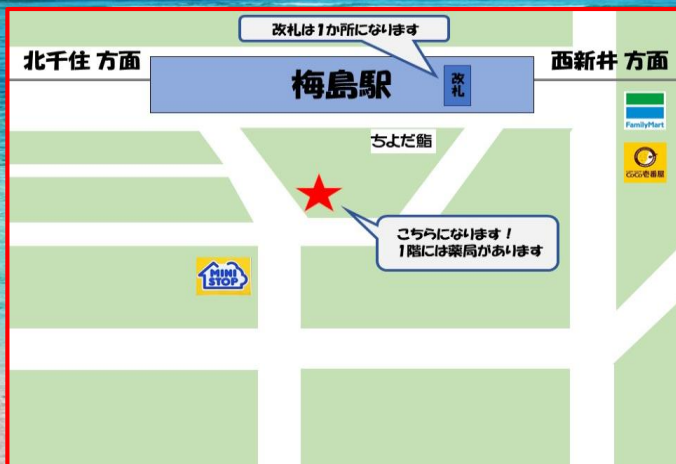 改札は1か所になります
北千住 方面
梅島駅
改札
西新井 方面
FamilyMart
ちよだ鮨
CoCo壱番屋
こちらになります！
1階には薬局があります
MINI
STOP